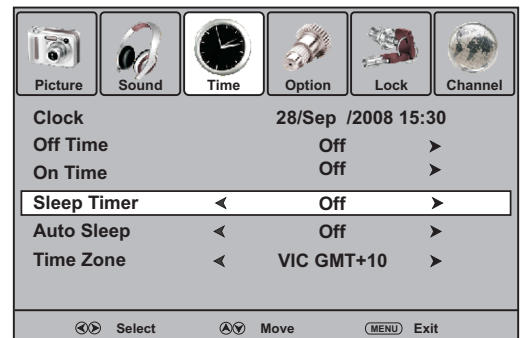 Picture Sound Time Option Lock Channel
Clock 28/Sep /2008 15:30
Off Time Off
On Time Off
Sleep Timer Off
Auto Sleep Off
Time Zone VIC GMT+10
Select Move MENU Exit